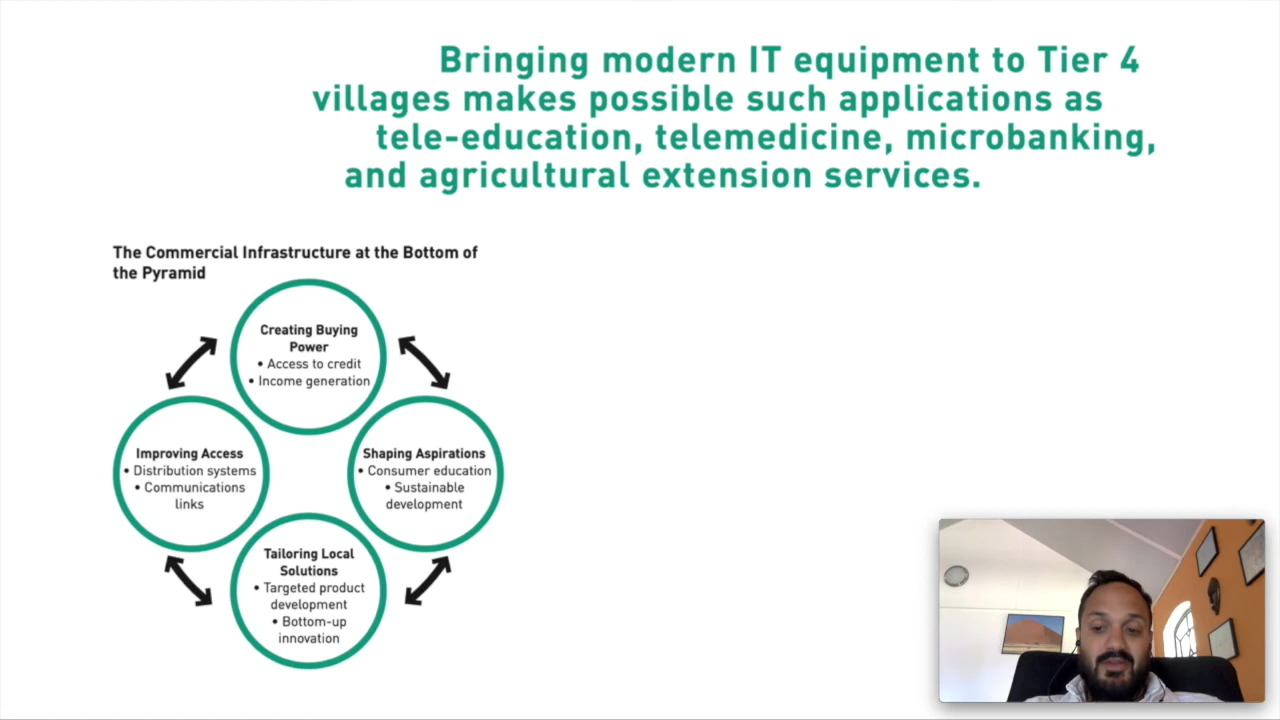 Bringing modern IT equipment to Tier 4
villages makes possible such applications as
tele-education, telemedicine, microbanking,
and agricultural extension services.
The Commercial Infrastructure at the Bottom of
the Pyramid
Creating Buying
Power
• Access to credit
• Income generation
Improving Access
• Distribution systems
• Communications
links
Shaping Aspirations
• Consumer education
• Sustainable
development
Tailoring Local
Solutions
• Targeted product
development
• Bottom-up
innovation